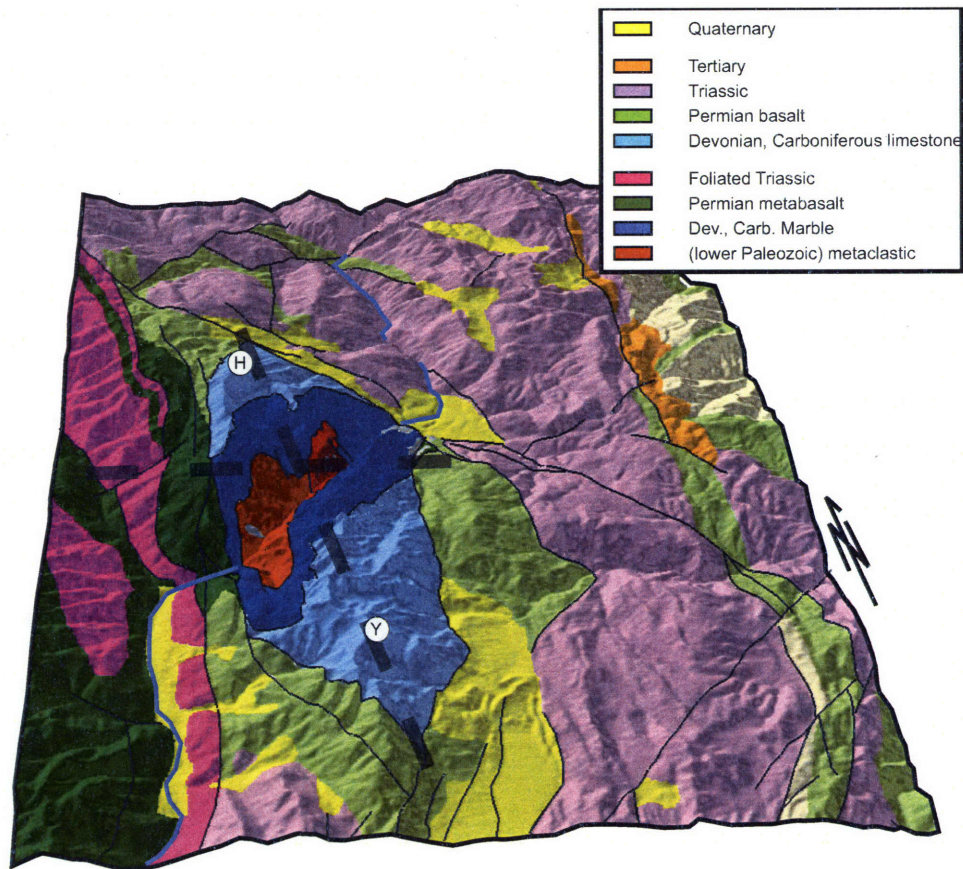 Quaternary
Tertiary
Triassic
Permian basalt
Devonian, Carboniferous limestone
Foliated Triassic
Permian metabasalt
Dev., Carb. Marble
(lower Paleozoic) metaclastic
H
Y
N